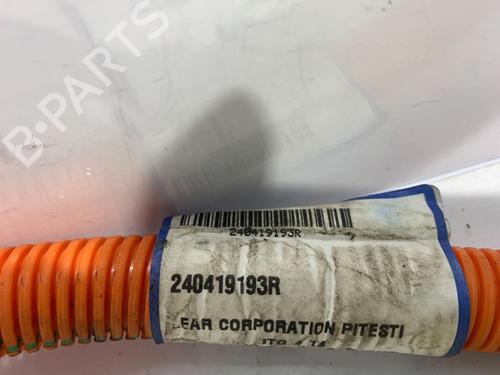 B-PARTS
240419193R
240419193R
LEAR CORPORATION PITESTI